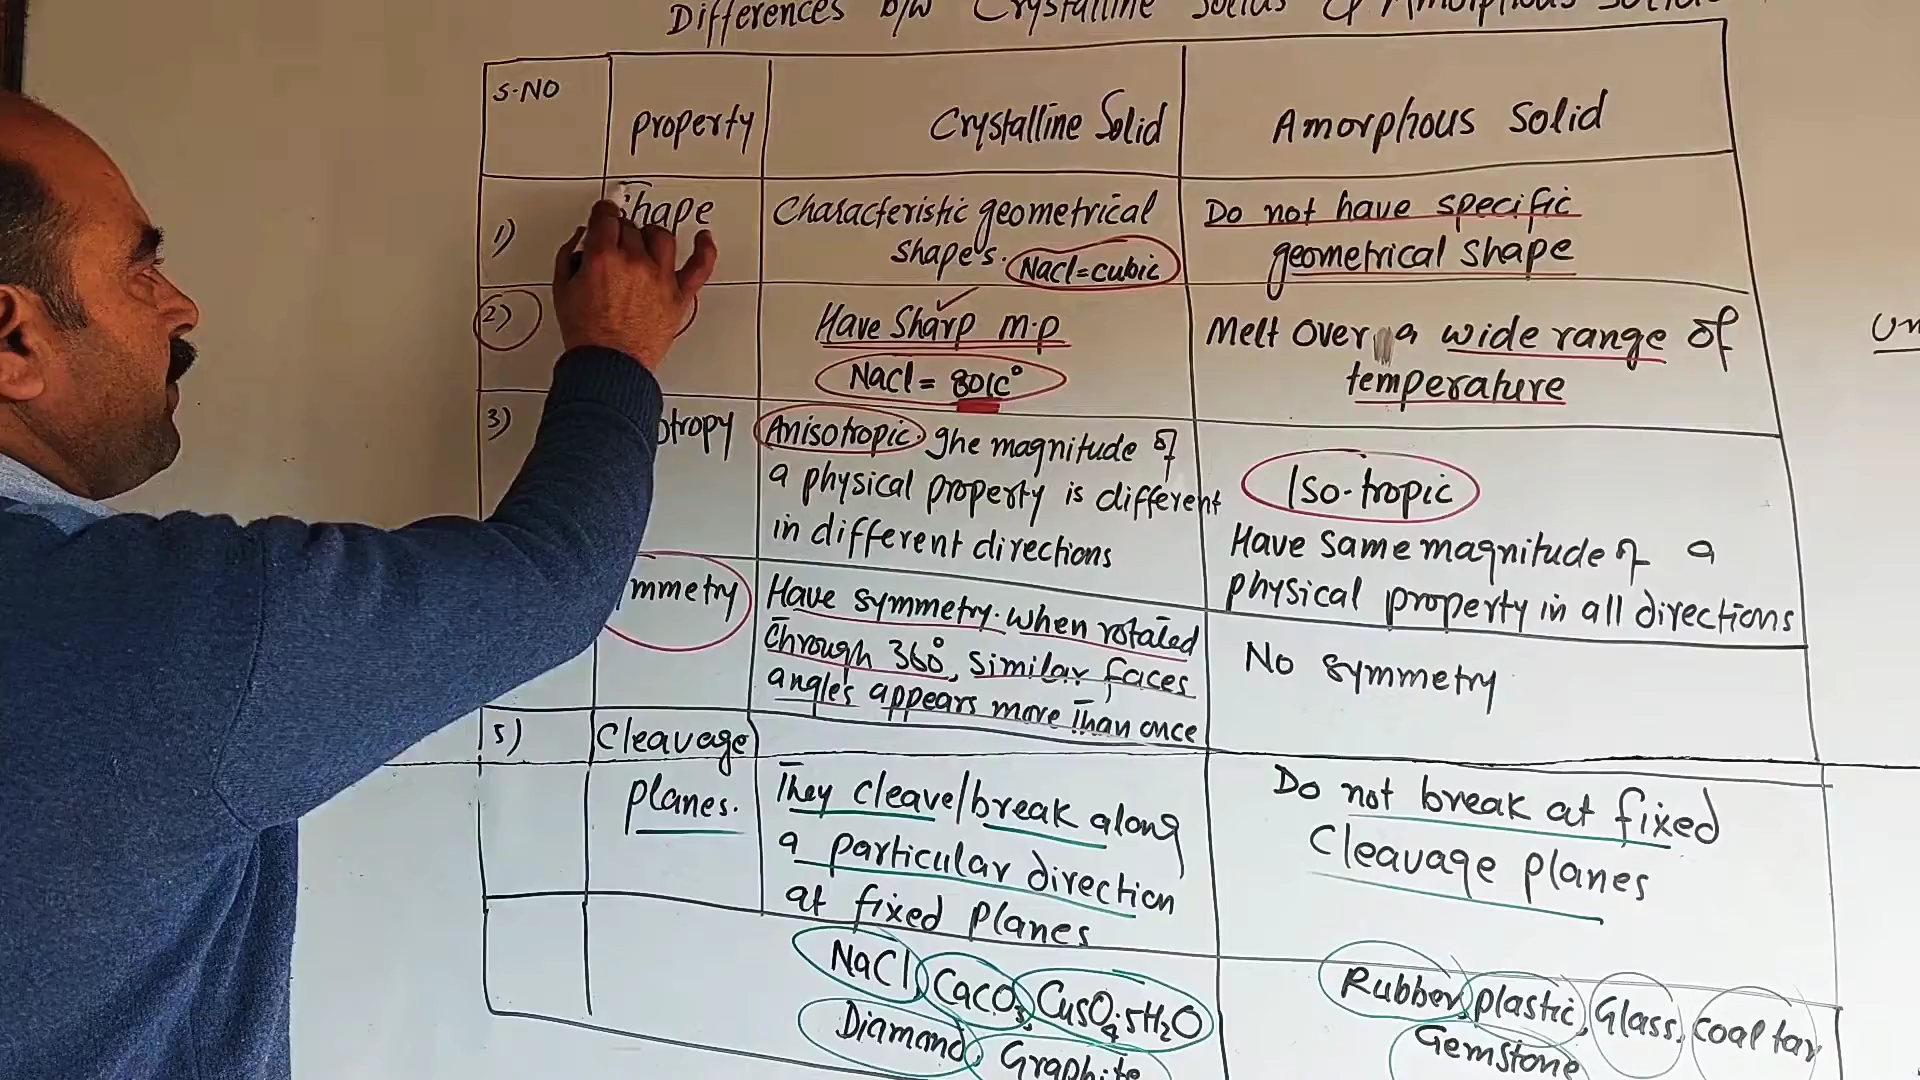 Differences b/w Crystalline Solids & Amorphous Solids
S-NO
property
Crystalline Solid
Amorphous Solid
1)
Shape
Characteristic geometrical
shapes. Nacl=cubic
Do not have specific
geometrical shape
2)
Have Sharp m.p
Nacl= 801c°
Melt over a wide range of
temperature
3)
otropy
Anisotropic. The magnitude of
a physical property is different
in different directions
Iso-tropic
Have same magnitude of a
physical property in all directions
mmetry
Have symmetry. when rotated
Through 360°, similar faces
angles appears more Than once
No symmetry
5)
Cleavage
planes.
They cleave/break along
a particular direction
at fixed planes
Do not break at fixed
Cleavage planes
NaCl, CaCO3, CuSO4.5H2O
Diamond, Graphite
Rubber, plastic, Glass, coal tar
Gemstone